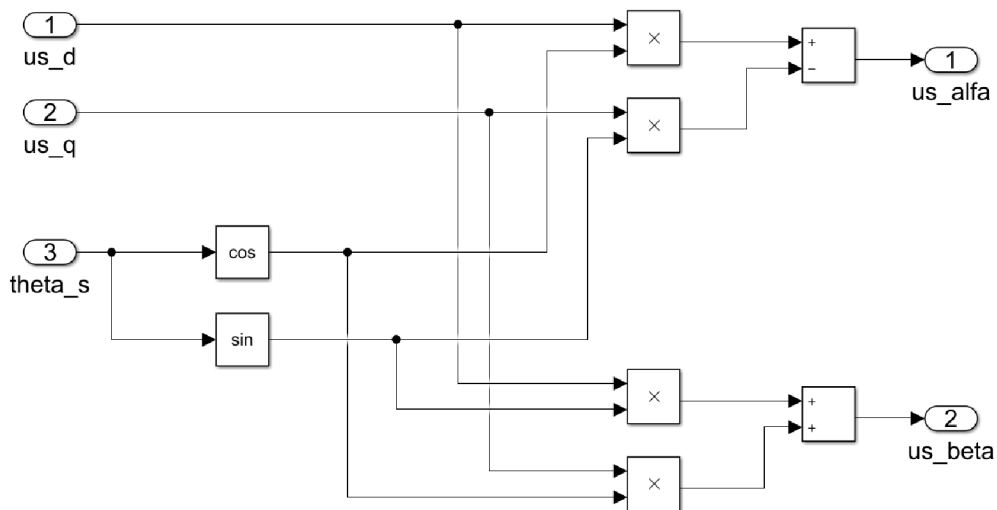 1
us_d
2
us_q
3
theta_s
cos
sin
×
×
×
×
+
−
+
+
1
us_alfa
2
us_beta